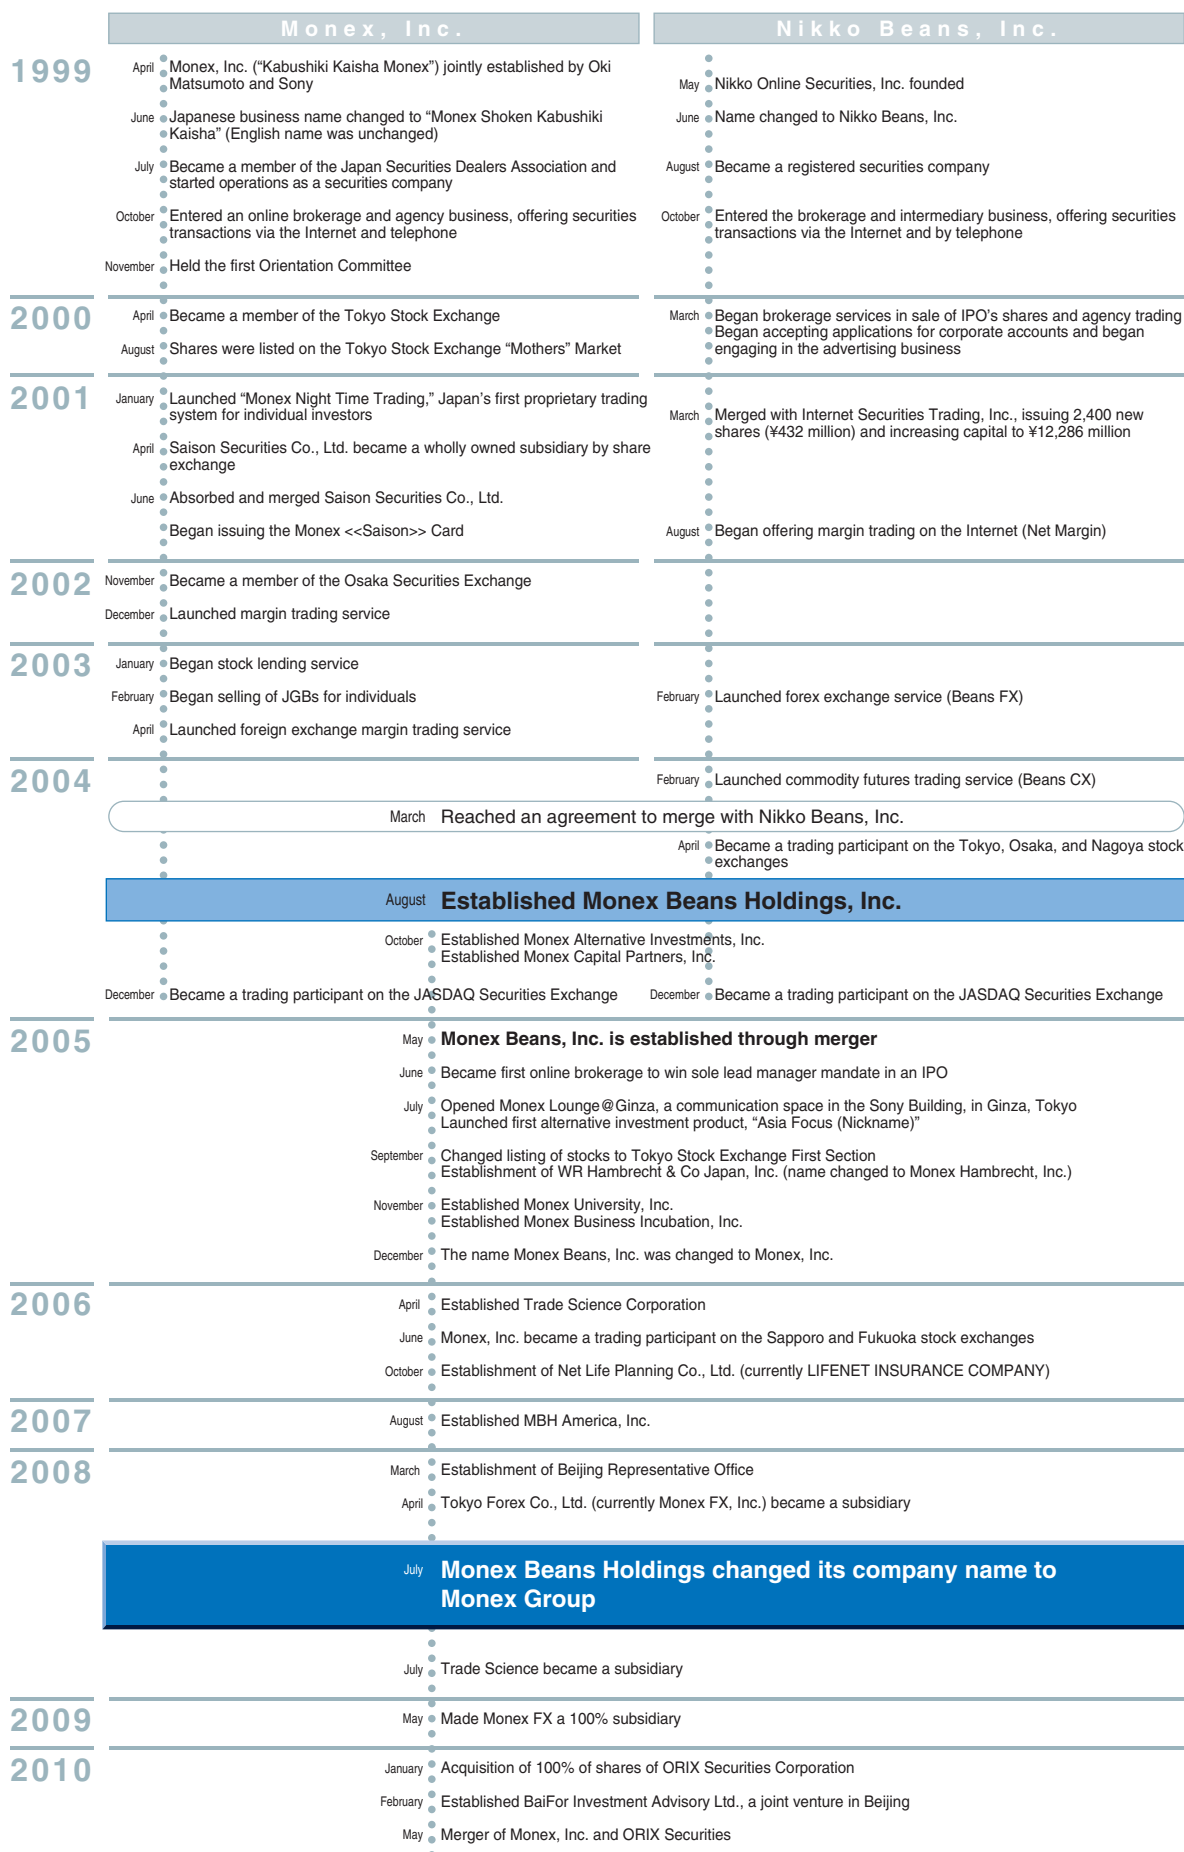 Monex, Inc.
Nikko Beans, Inc.
1999
April Monex, Inc. (“Kabushiki Kaisha Monex”) jointly established by Oki
Matsumoto and Sony
June Japanese business name changed to “Monex Shoken Kabushiki
Kaisha” (English name was unchanged)
July Became a member of the Japan Securities Dealers Association and
started operations as a securities company
October Entered an online brokerage and agency business, offering securities
transactions via the Internet and telephone
November Held the first Orientation Committee
May Nikko Online Securities, Inc. founded
June Name changed to Nikko Beans, Inc.
August Became a registered securities company
October Entered the brokerage and intermediary business, offering securities
transactions via the Internet and by telephone
2000
April Became a member of the Tokyo Stock Exchange
August Shares were listed on the Tokyo Stock Exchange “Mothers” Market
March Began brokerage services in sale of IPO’s shares and agency trading
Began accepting applications for corporate accounts and began
engaging in the advertising business
2001
January Launched “Monex Night Time Trading,” Japan’s first proprietary trading
system for individual investors
April Saison Securities Co., Ltd. became a wholly owned subsidiary by share
exchange
June Absorbed and merged Saison Securities Co., Ltd.
Began issuing the Monex <<Saison>> Card
March Merged with Internet Securities Trading, Inc., issuing 2,400 new
shares (¥432 million) and increasing capital to ¥12,286 million
August Began offering margin trading on the Internet (Net Margin)
2002
November Became a member of the Osaka Securities Exchange
December Launched margin trading service
2003
January Began stock lending service
February Began selling of JGBs for individuals
April Launched foreign exchange margin trading service
February Launched forex exchange service (Beans FX)
2004
February Launched commodity futures trading service (Beans CX)
March Reached an agreement to merge with Nikko Beans, Inc.
April Became a trading participant on the Tokyo, Osaka, and Nagoya stock
exchanges
August Established Monex Beans Holdings, Inc.
October Established Monex Alternative Investments, Inc.
Established Monex Capital Partners, Inc.
December Became a trading participant on the JASDAQ Securities Exchange
December Became a trading participant on the JASDAQ Securities Exchange
2005
May Monex Beans, Inc. is established through merger
June Became first online brokerage to win sole lead manager mandate in an IPO
July Opened Monex Lounge@Ginza, a communication space in the Sony Building, in Ginza, Tokyo
Launched first alternative investment product, “Asia Focus (Nickname)”
September Changed listing of stocks to Tokyo Stock Exchange First Section
Establishment of WR Hambrecht & Co Japan, Inc. (name changed to Monex Hambrecht, Inc.)
November Established Monex University, Inc.
Established Monex Business Incubation, Inc.
December The name Monex Beans, Inc. was changed to Monex, Inc.
2006
April Established Trade Science Corporation
June Monex, Inc. became a trading participant on the Sapporo and Fukuoka stock exchanges
October Establishment of Net Life Planning Co., Ltd. (currently LIFENET INSURANCE COMPANY)
2007
August Established MBH America, Inc.
2008
March Establishment of Beijing Representative Office
April Tokyo Forex Co., Ltd. (currently Monex FX, Inc.) became a subsidiary
July Monex Beans Holdings changed its company name to
Monex Group
July Trade Science became a subsidiary
2009
May Made Monex FX a 100% subsidiary
2010
January Acquisition of 100% of shares of ORIX Securities Corporation
February Established BaiFor Investment Advisory Ltd., a joint venture in Beijing
May Merger of Monex, Inc. and ORIX Securities